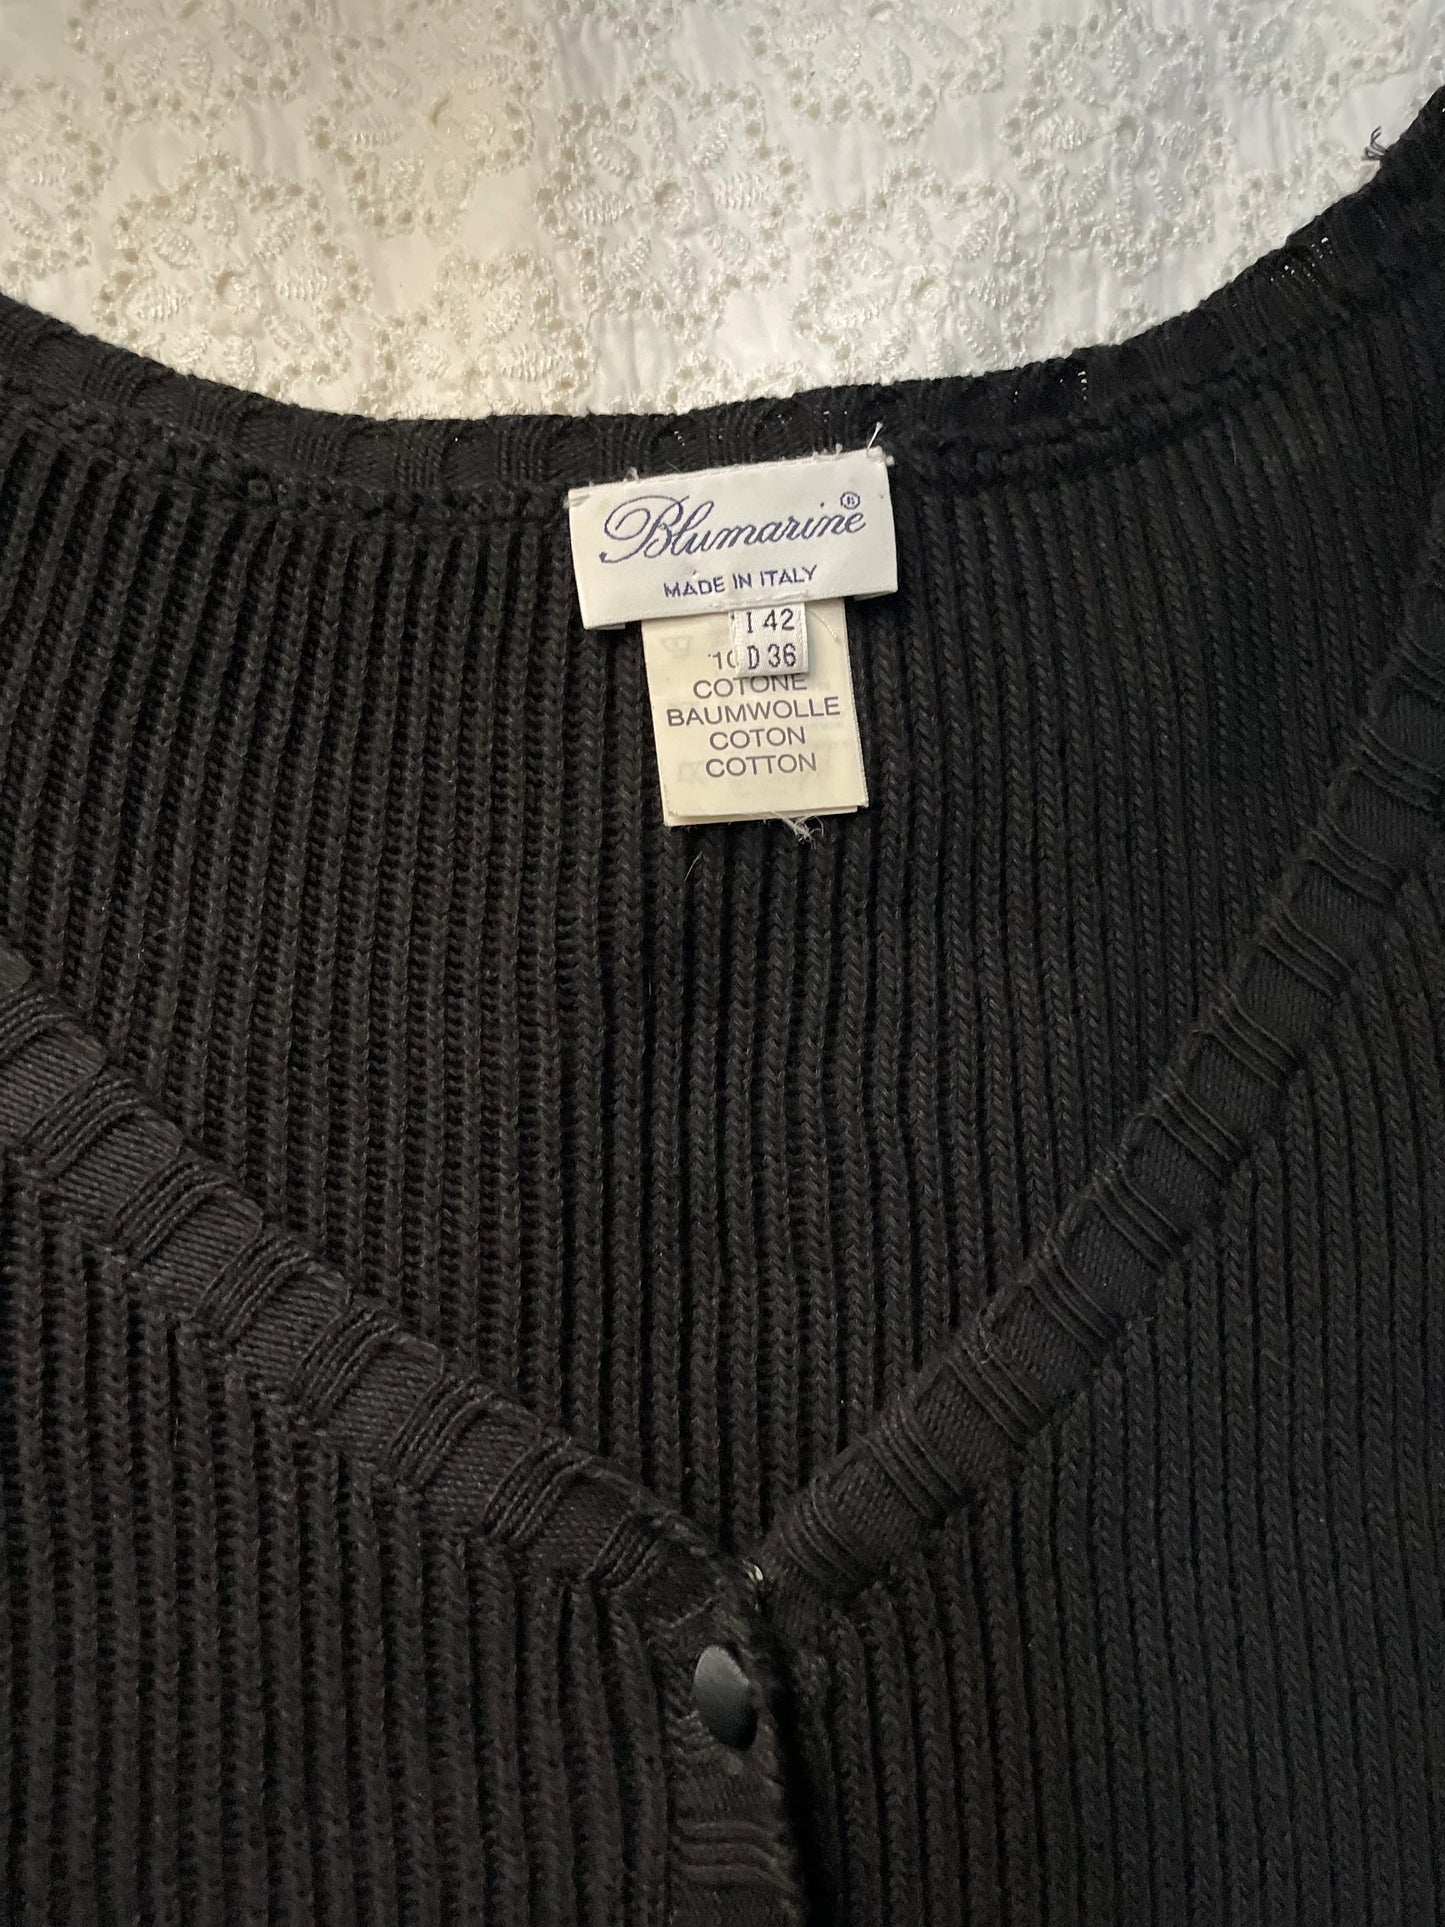 Blumarine®
MADE IN ITALY
I 42
D 36
COTONE
BAUMWOLLE
COTON
COTTON